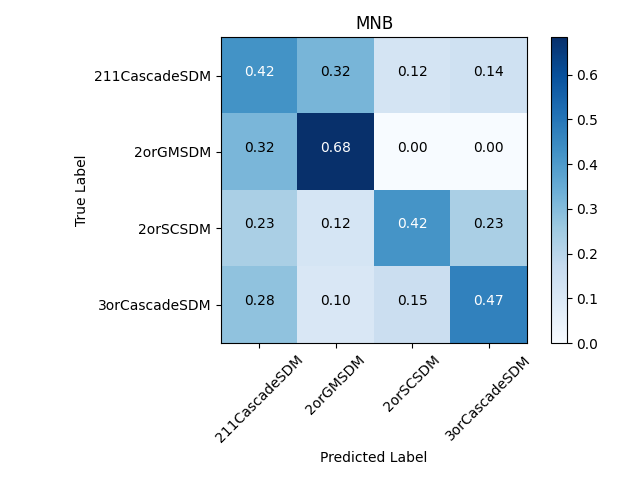 MNB
True Label
211CascadeSDM 0.42 0.32 0.12 0.14
2orGMSDM 0.32 0.68 0.00 0.00
2orSCSDM 0.23 0.12 0.42 0.23
3orCascadeSDM 0.28 0.10 0.15 0.47
211CascadeSDM 2orGMSDM 2orSCSDM 3orCascadeSDM
Predicted Label
0.6
0.5
0.4
0.3
0.2
0.1
0.0